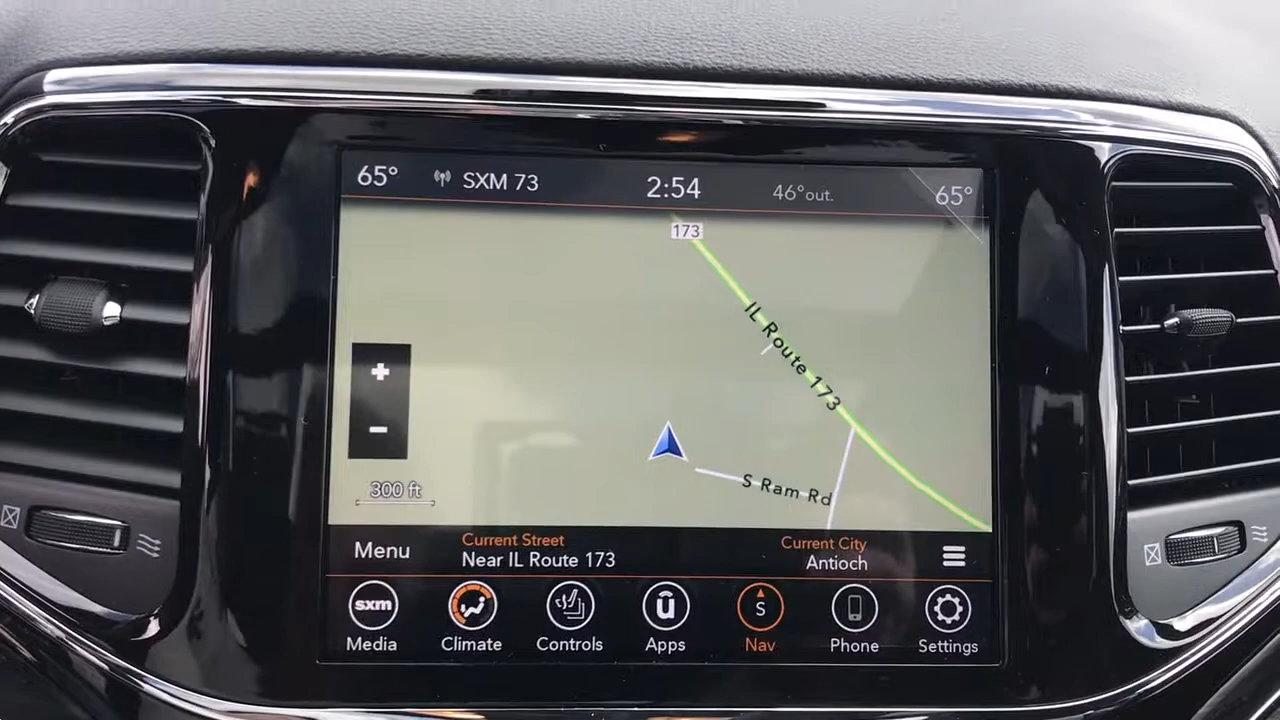 65° SXM 73 2:54 46°out. 65°
173
IL Route 173
+
−
S Ram Rd
300 ft
Menu
Current Street
Near IL Route 173
Current City
Antioch
sxm
Media
Climate
Controls
ū
Apps
S
Nav
Phone
Settings